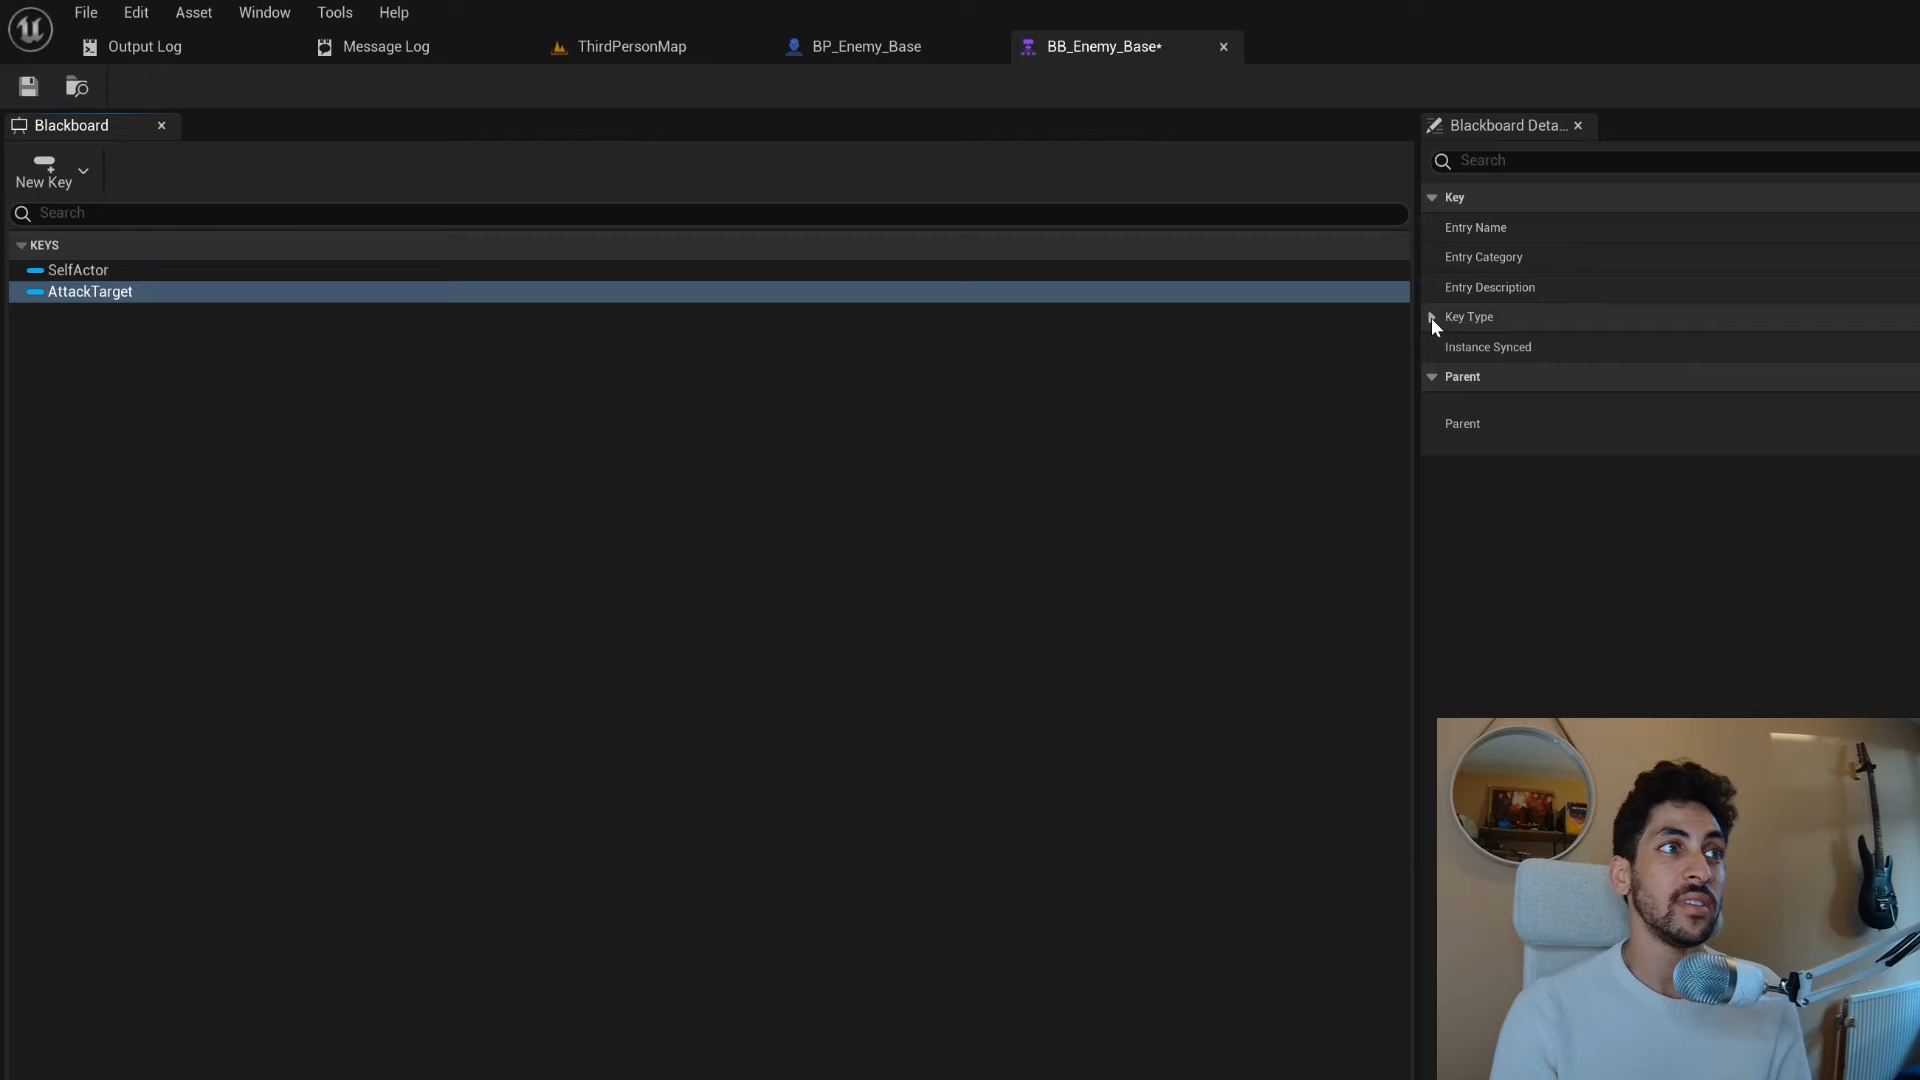 File Edit Asset Window Tools Help
Output Log Message Log ThirdPersonMap BP_Enemy_Base BB_Enemy_Base*
Blackboard
New Key
Search
KEYS
SelfActor
AttackTarget
Blackboard Deta...
Search
Key
Entry Name
Entry Category
Entry Description
Key Type
Instance Synced
Parent
Parent